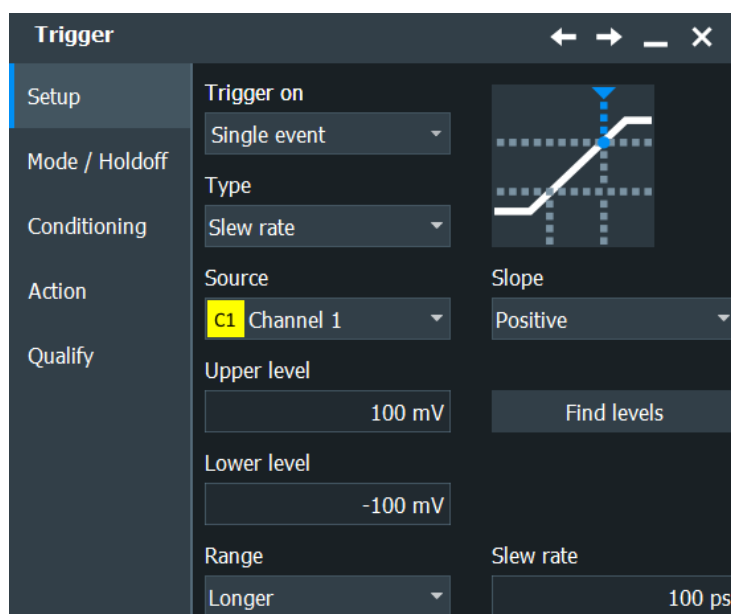 Trigger
Setup
Mode / Holdoff
Conditioning
Action
Qualify
Trigger on
Single event
Type
Slew rate
Source
Slope
C1 Channel 1
Positive
Upper level
100 mV
Find levels
Lower level
-100 mV
Range
Slew rate
Longer
100 ps